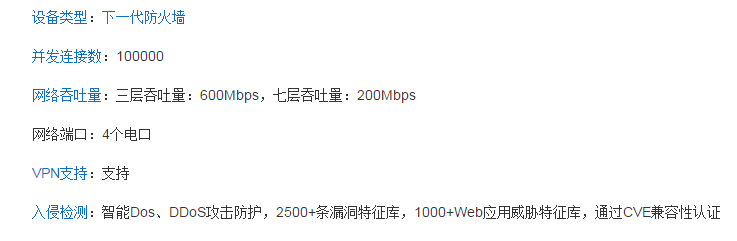 设备类型：下一代防火墙
并发连接数：100000
网络吞吐量：三层吞吐量：600Mbps，七层吞吐量：200Mbps
网络端口：4个电口
VPN支持：支持
入侵检测：智能Dos、DDoS攻击防护，2500+条漏洞特征库，1000+Web应用威胁特征库，通过CVE兼容性认证